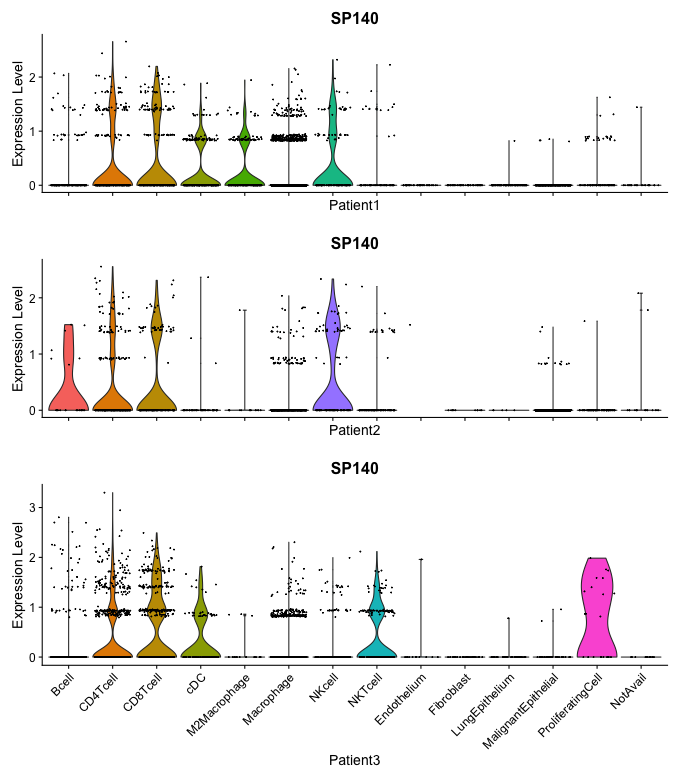 SP140
Expression Level
2
1
0
Patient1
SP140
Expression Level
2
1
0
Patient2
SP140
Expression Level
3
2
1
0
Bcell
CD4Tcell
CD8Tcell
cDC
M2Macrophage
Macrophage
NKcell
NKTcell
Endothelium
Fibroblast
LungEpithelium
MalignantEpithelial
ProliferatingCell
NotAvail
Patient3